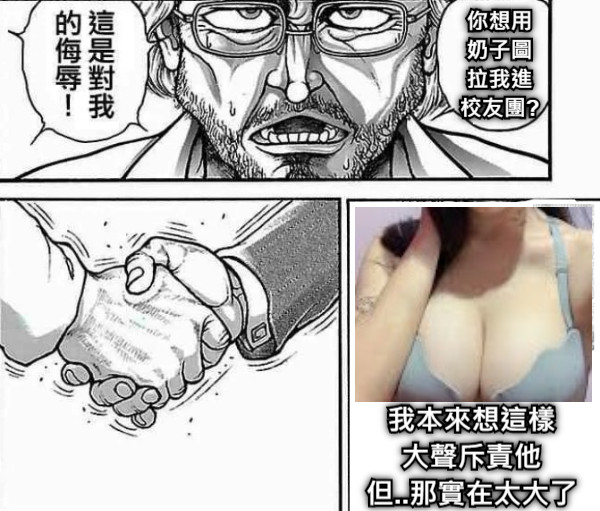 你想用
奶子圖
拉我進
校友團?
這是對我
的侮辱！
我本來想這樣
大聲斥責他
但..那實在太大了